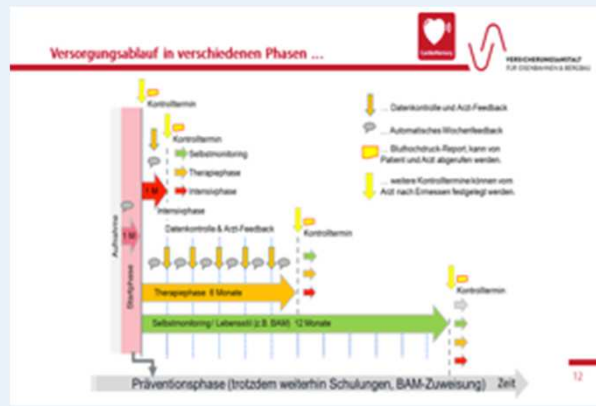 Versorgungsablauf in verschiedenen Phasen ...
VERSICHERUNGSANSTALT
FÜR EISENBAHNEN & BERGBAU
Kontrolltermin
Kontrolltermin
Selbstmonitoring
Therapiephase
Intensivphase
... Datenkontrolle und Arzt-Feedback
... Automatisches Wochenfeedback
... Bluthochdruck-Report, kann von
Patient und Arzt abgerufen werden.
... weitere Kontrolltermine können vom
Arzt nach Ermessen festgelegt werden.
Aufnahme
Startphase
1 M
1 M
Intensivphase
Datenkontrolle & Arzt-Feedback
Kontrolltermin
Therapiephase 6 Monate
Kontrolltermin
Selbstmonitoring / Lebensstil (z.B. BAM) 12 Monate
Präventionsphase (trotzdem weiterhin Schulungen, BAM-Zuweisung) Zeit
12